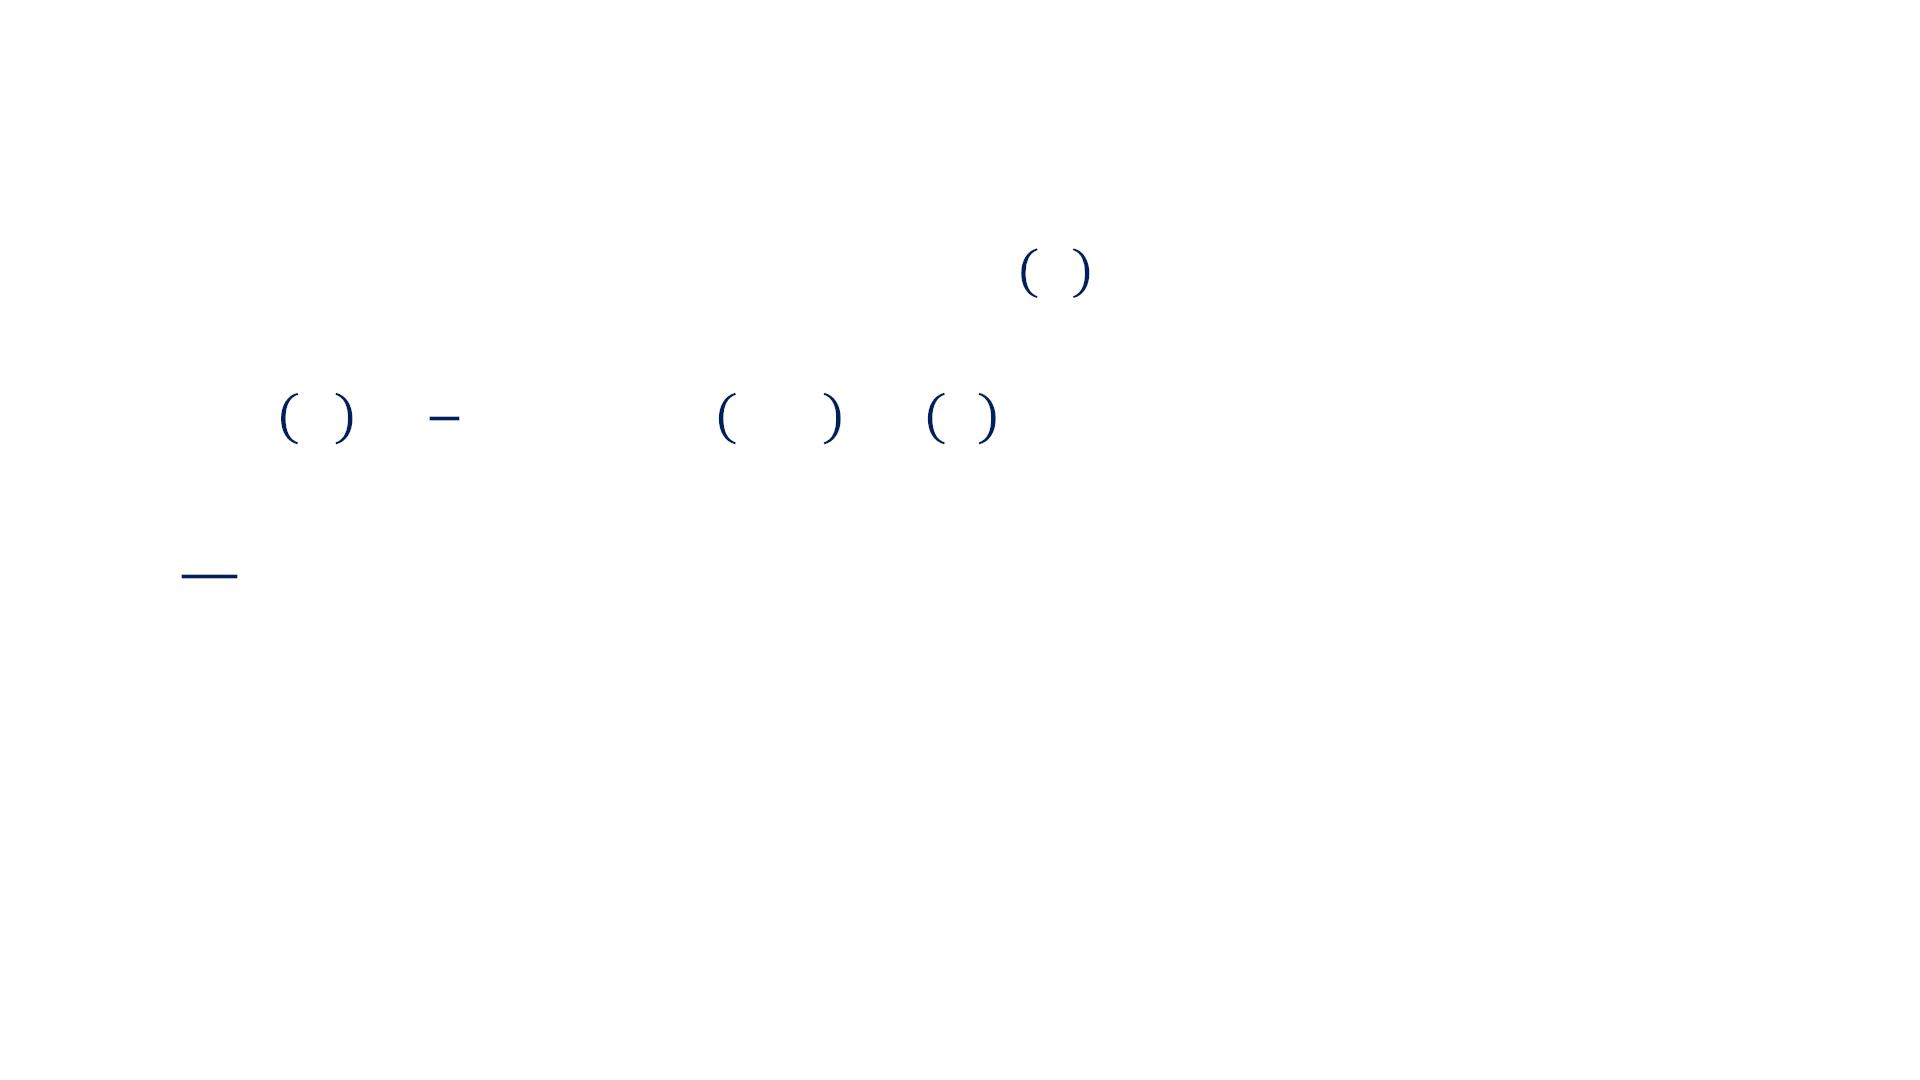 ( )
( ) – ( ) ( )
—